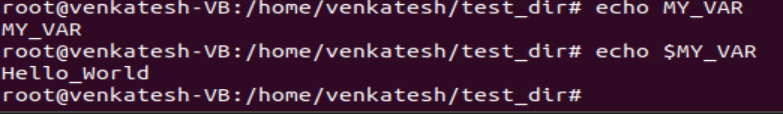 root@venkatesh-VB:/home/venkatesh/test_dir# echo MY_VAR
MY_VAR
root@venkatesh-VB:/home/venkatesh/test_dir# echo $MY_VAR
Hello_World
root@venkatesh-VB:/home/venkatesh/test_dir#